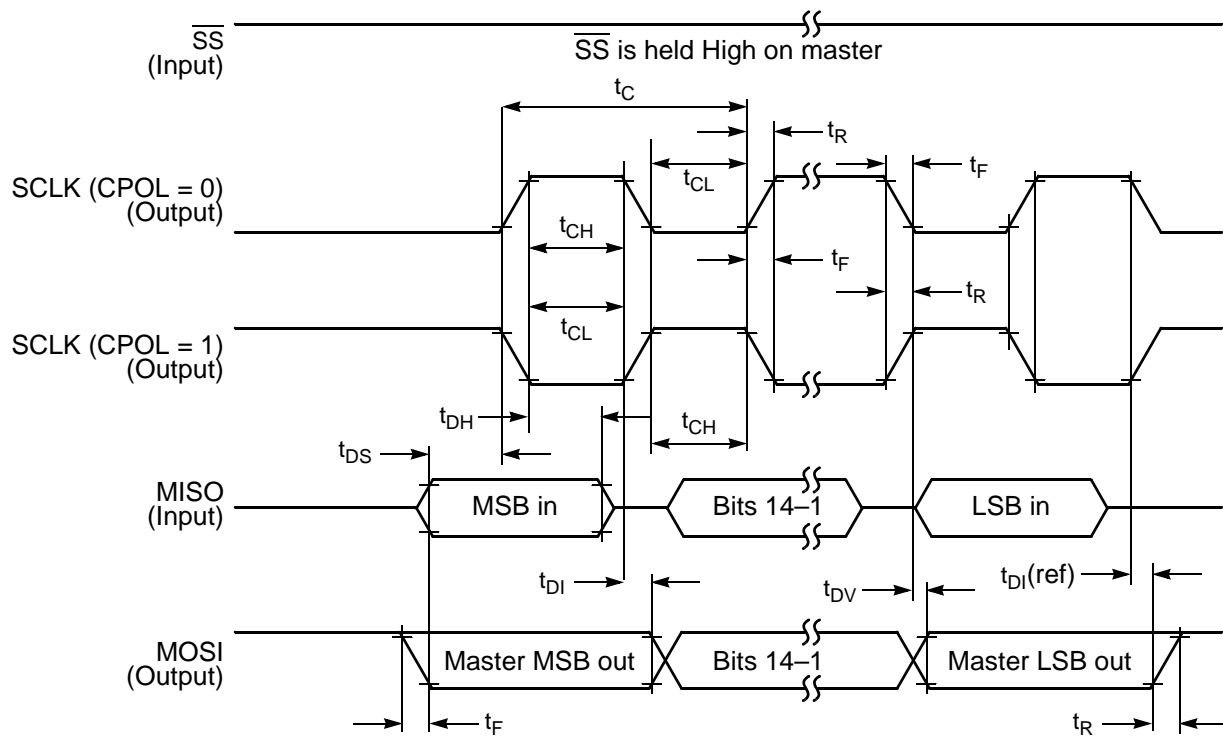 SS
(Input)
SS is held High on master
tC
tR
tF
SCLK (CPOL = 0)
(Output)
tCL
tCH
tF
tR
SCLK (CPOL = 1)
(Output)
tCL
tDH
tCH
tDS
MISO
(Input)
MSB in
Bits 14–1
LSB in
tDI
tDV
tDI(ref)
MOSI
(Output)
Master MSB out
Bits 14–1
Master LSB out
tF
tR